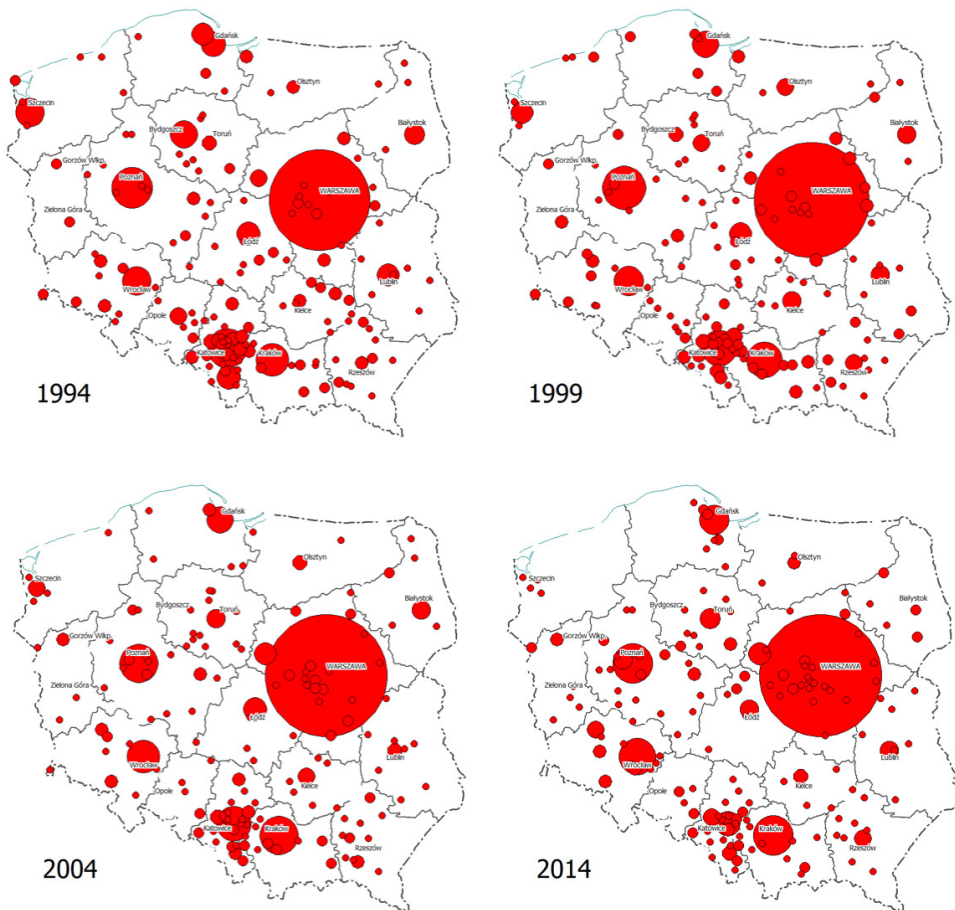 Gdańsk
Olsztyn
Szczecin
Białystok
Bydgoszcz
Toruń
Gorzów Wlkp.
Poznań
WARSZAWA
Zielona Góra
Łódź
Lublin
Wrocław
Opole
Kielce
Katowice
Kraków
Rzeszów
1994
Gdańsk
Olsztyn
Szczecin
Białystok
Bydgoszcz
Toruń
Gorzów Wlkp.
Poznań
WARSZAWA
Zielona Góra
Łódź
Lublin
Wrocław
Opole
Kielce
Katowice
Kraków
Rzeszów
1999
Gdańsk
Olsztyn
Szczecin
Białystok
Bydgoszcz
Toruń
Gorzów Wlkp.
Poznań
WARSZAWA
Zielona Góra
Łódź
Lublin
Wrocław
Opole
Kielce
Katowice
Kraków
Rzeszów
2004
Gdańsk
Olsztyn
Szczecin
Białystok
Bydgoszcz
Toruń
Gorzów Wlkp.
Poznań
WARSZAWA
Zielona Góra
Łódź
Lublin
Wrocław
Opole
Kielce
Katowice
Kraków
Rzeszów
2014